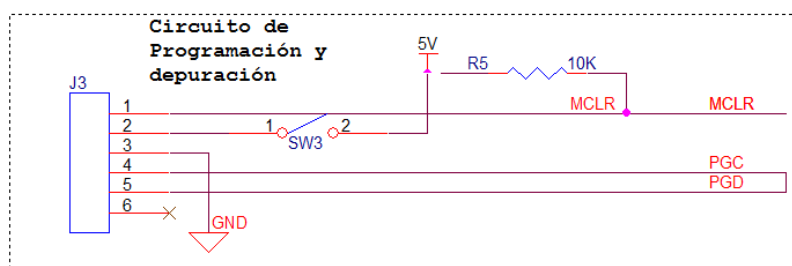 Circuito de
Programación y
depuración
5V
R5 10K
J3
1
MCLR MCLR
2
1 2
SW3
3
4
PGC
5
PGD
6
GND